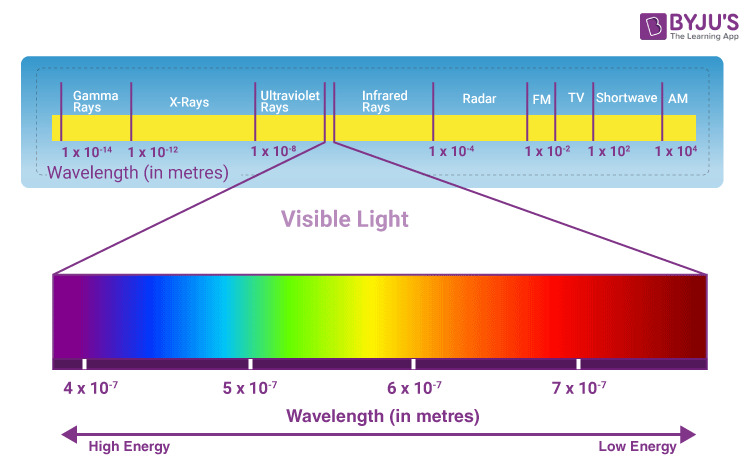 BYJU'S
The Learning App
Gamma
Rays
X-Rays
Ultraviolet
Rays
Infrared
Rays
Radar
FM
TV
Shortwave
AM
1 x 10⁻¹⁴
1 x 10⁻¹²
1 x 10⁻⁸
1 x 10⁻⁴
1 x 10⁻²
1 x 10²
1 x 10⁴
Wavelength (in metres)
Visible Light
4 x 10⁻⁷
5 x 10⁻⁷
6 x 10⁻⁷
7 x 10⁻⁷
Wavelength (in metres)
High Energy
Low Energy